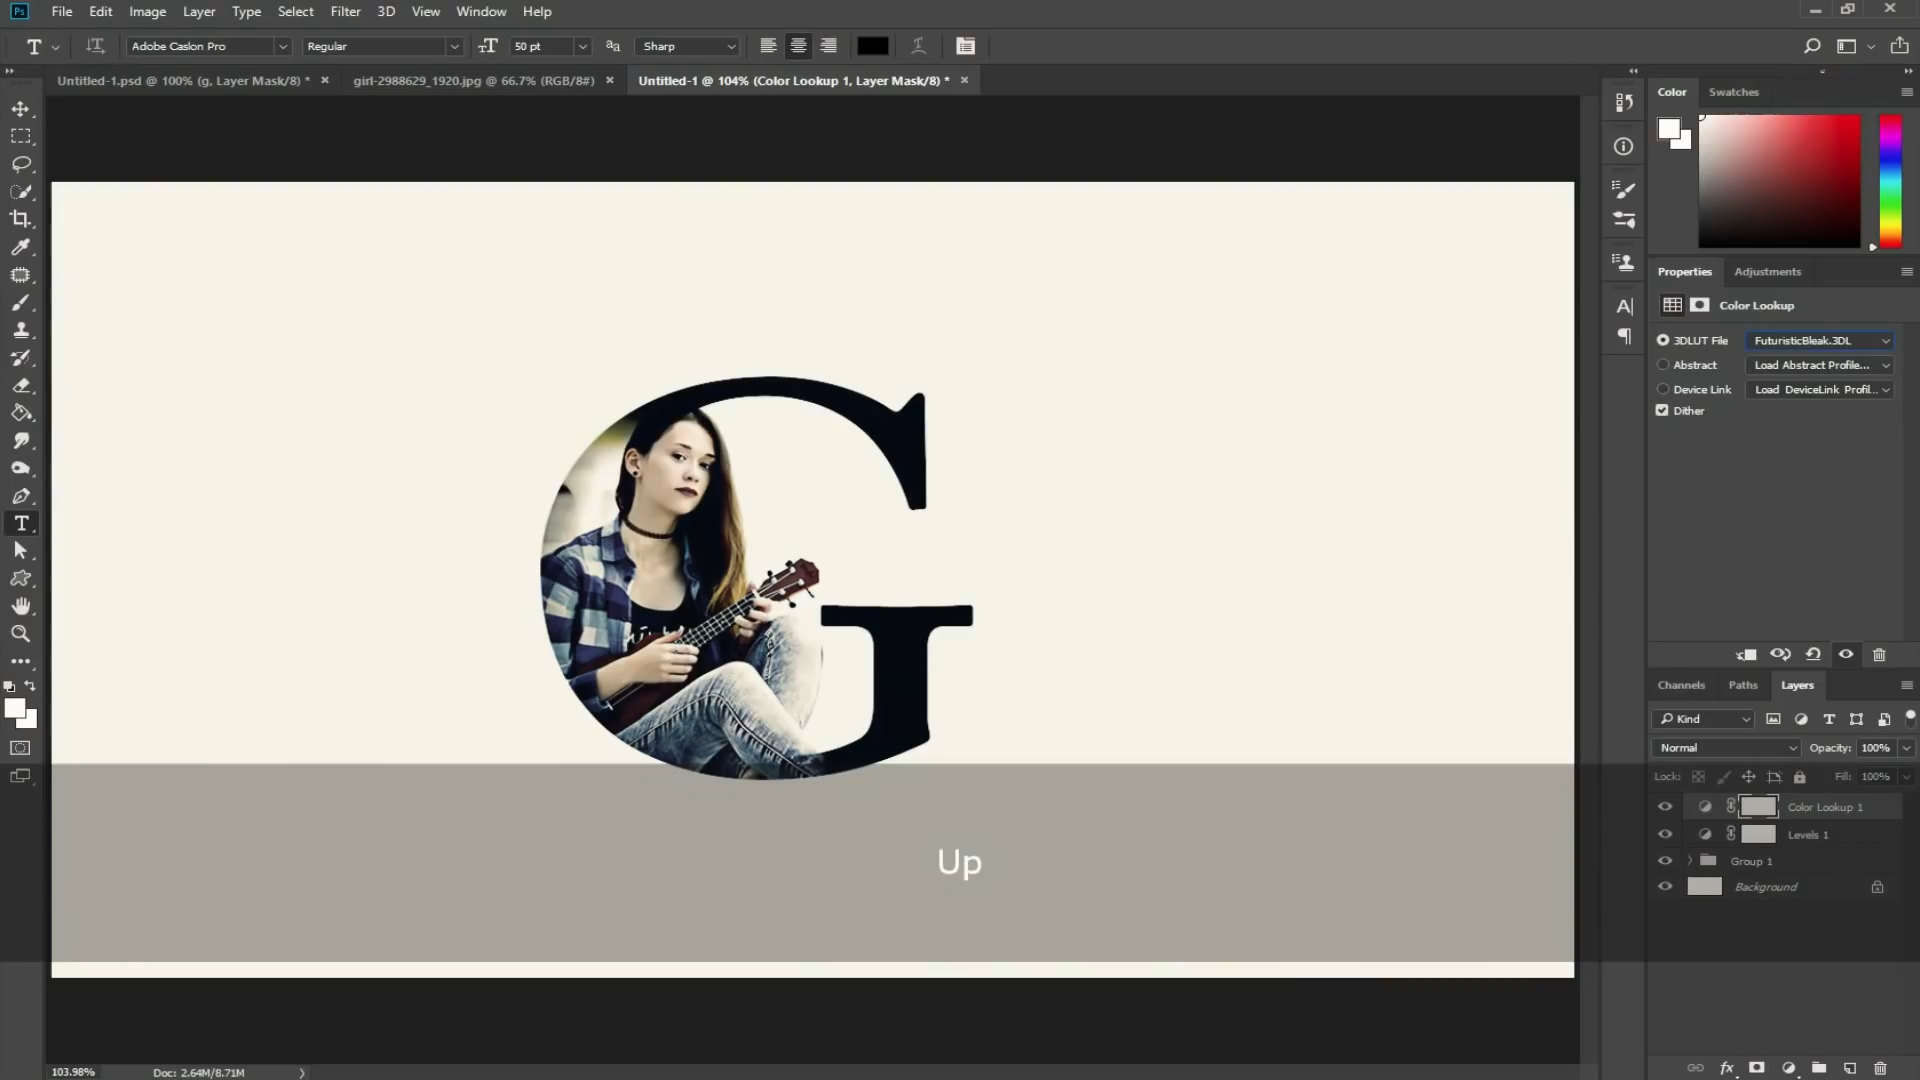 Ps File Edit Image Layer Type Select Filter 3D View Window Help
T Adobe Caslon Pro Regular 50 pt aa Sharp
Untitled-1.psd @ 100% (g, Layer Mask/8) * girl-2988629_1920.jpg @ 66.7% (RGB/8#) Untitled-1 @ 104% (Color Lookup 1, Layer Mask/8) *
Color Swatches
Properties Adjustments
Color Lookup
3DLUT File FuturisticBleak.3DL
Abstract Load Abstract Profile...
Device Link Load DeviceLink Profil...
Dither
G
Channels Paths Layers
Kind
Normal Opacity: 100%
Lock: Fill: 100%
Color Lookup 1
Levels 1
Group 1
Background
Up
103.98% Doc: 2.64M/8.71M